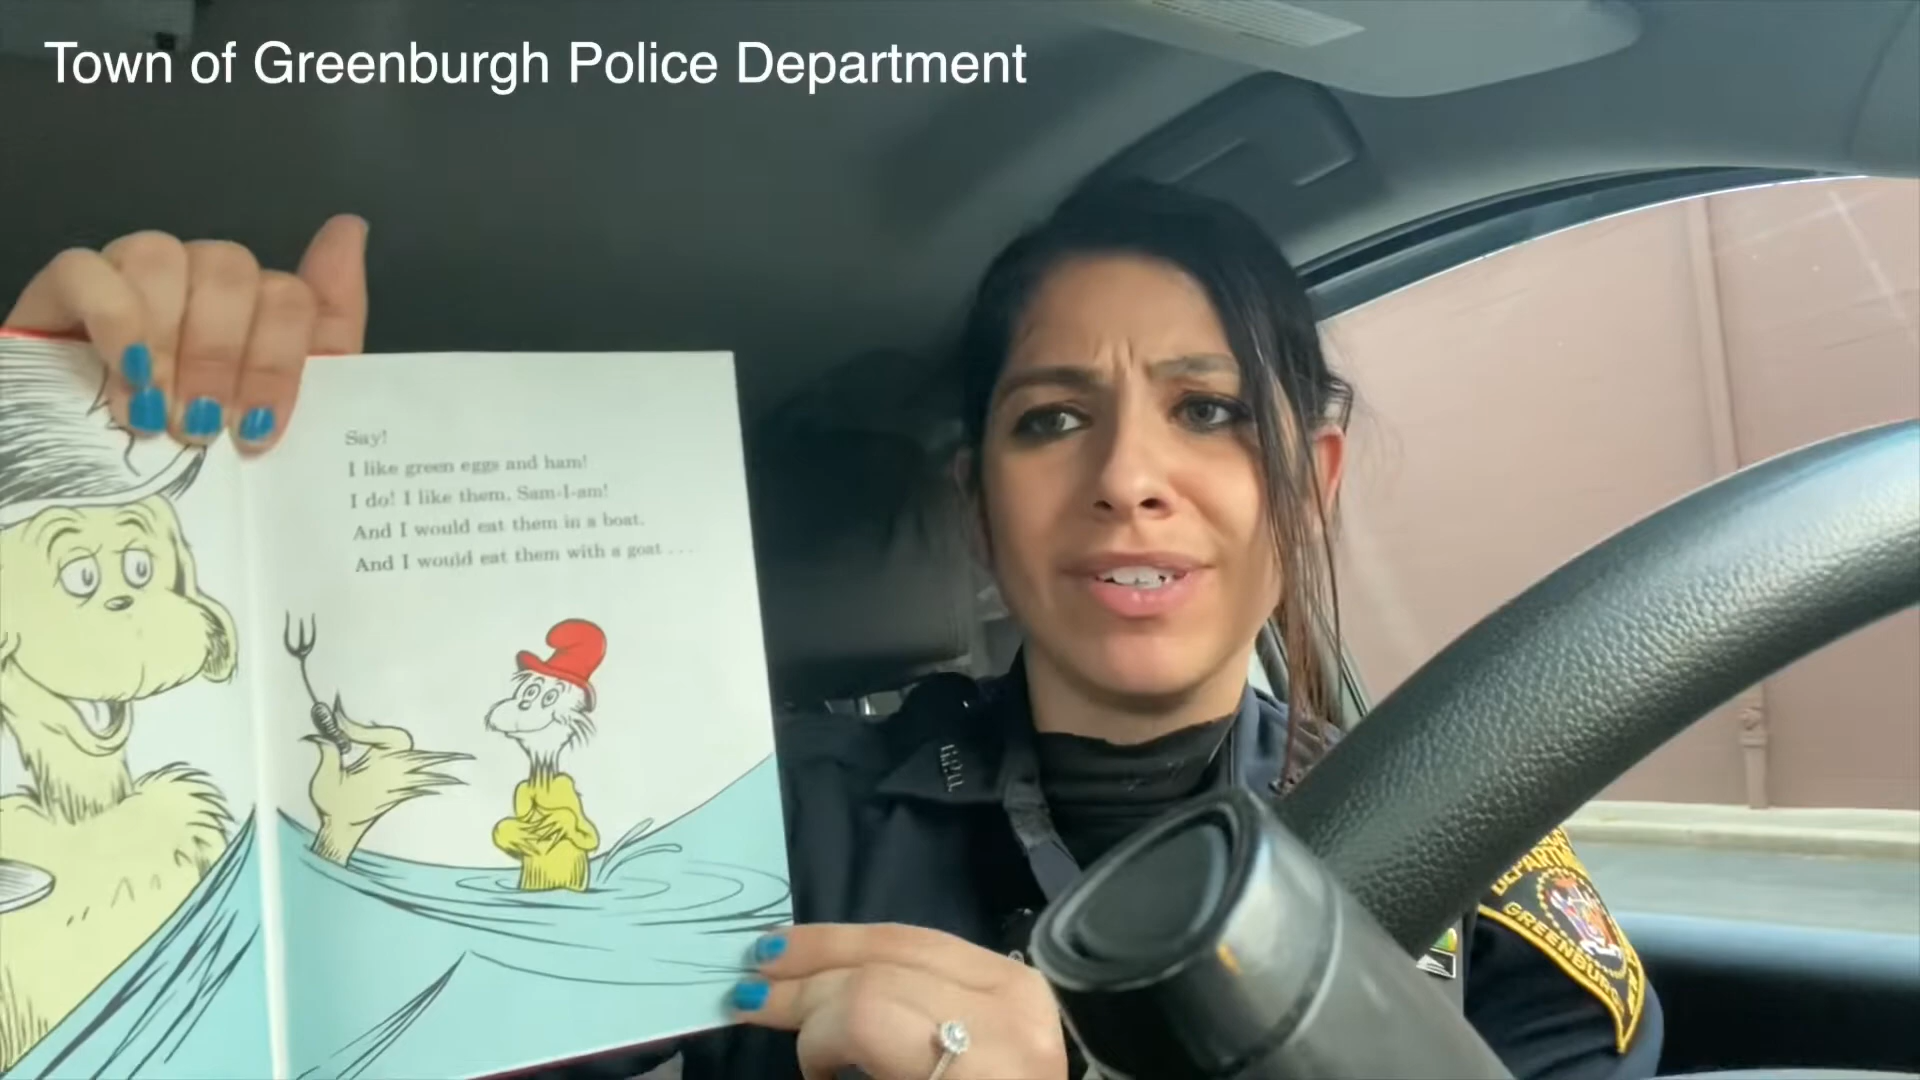 Town of Greenburgh Police Department
Say!
I like green eggs and ham!
I do! I like them, Sam-I-am!
And I would eat them in a boat.
And I would eat them with a goat . . . .
GREENBURGH